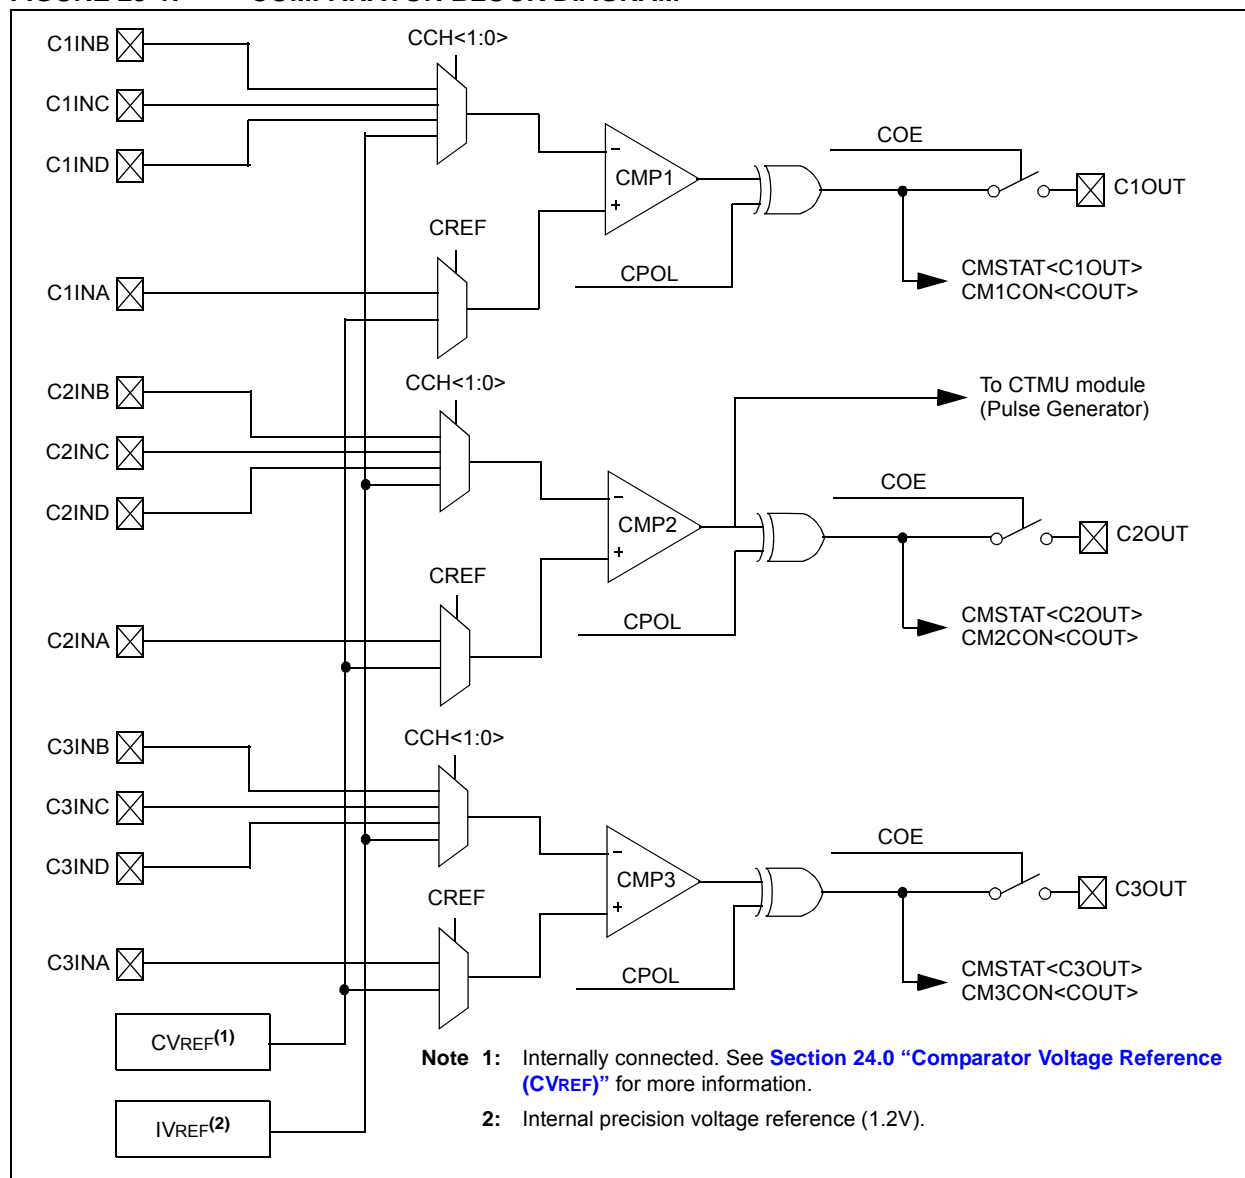 C1INB
CCH<1:0>
C1INC
C1IND
−
CMP1
+
COE
C1OUT
CREF
C1INA
CPOL
CMSTAT<C1OUT>
CM1CON<COUT>
C2INB
CCH<1:0>
To CTMU module
(Pulse Generator)
C2INC
C2IND
−
CMP2
+
COE
C2OUT
CREF
C2INA
CPOL
CMSTAT<C2OUT>
CM2CON<COUT>
C3INB
CCH<1:0>
C3INC
C3IND
−
CMP3
+
COE
C3OUT
CREF
C3INA
CPOL
CMSTAT<C3OUT>
CM3CON<COUT>
CVREF(1)
IVREF(2)
Note 1: Internally connected. See Section 24.0 “Comparator Voltage Reference
(CVREF)” for more information.
2: Internal precision voltage reference (1.2V).